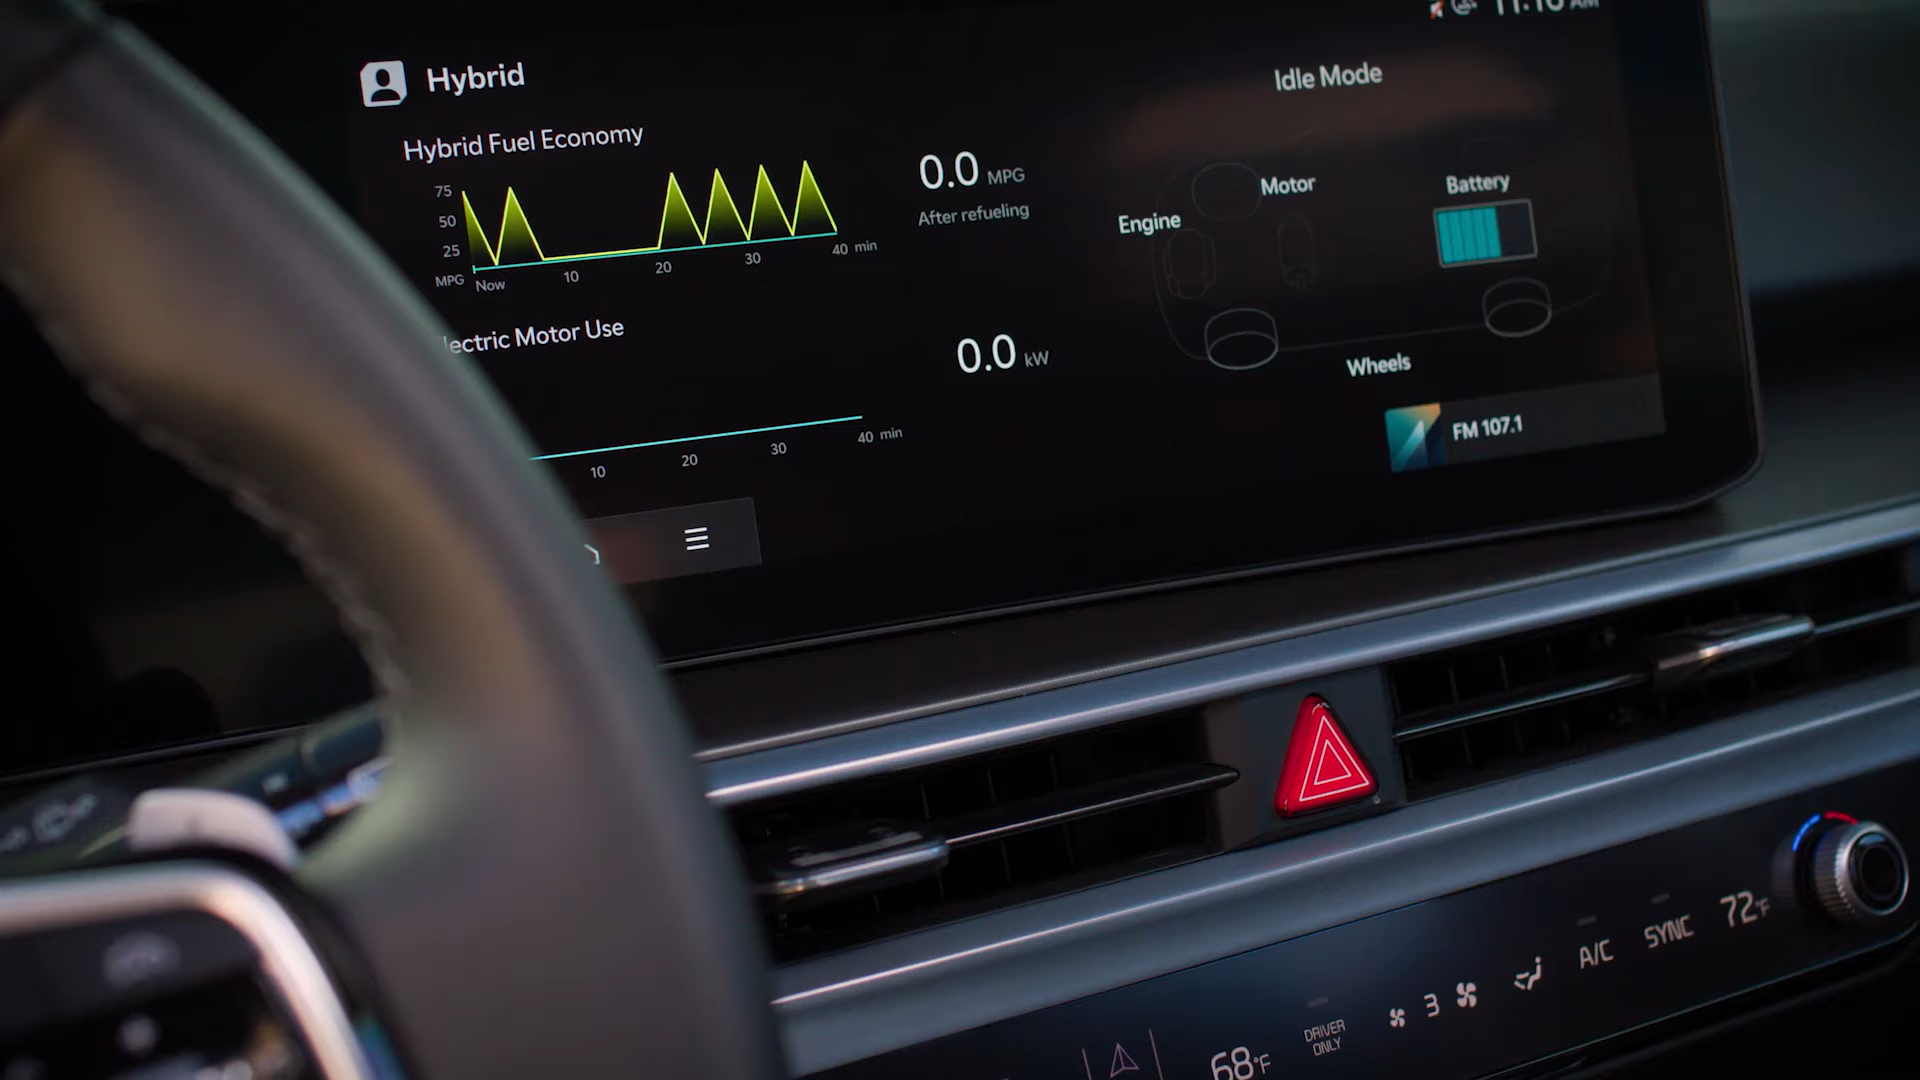 Hybrid
Idle Mode
Hybrid Fuel Economy
75
50
25
MPG
Now
10
20
30
40 min
0.0 MPG
After refueling
Motor
Battery
Engine
Wheels
lectric Motor Use
0.0 kW
10
20
30
40 min
FM 107.1
72°F
SYNC
A/C
3
DRIVER
ONLY
68°F